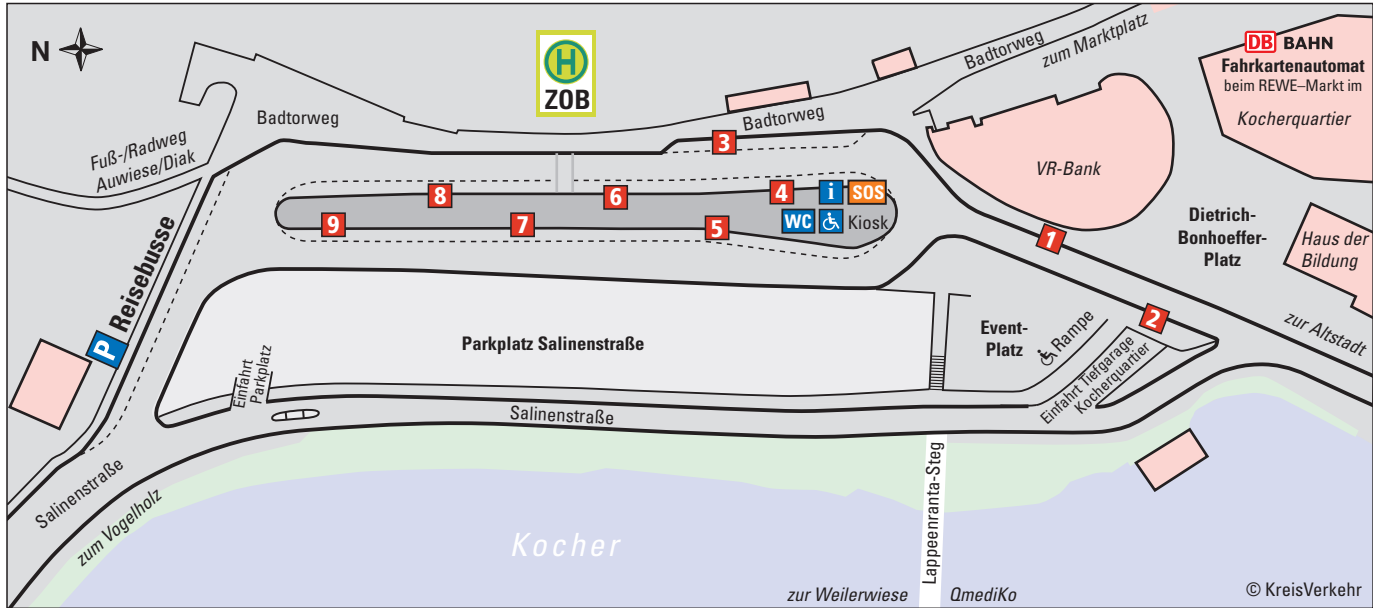 N
H
ZOB
Badtorweg
zum Marktplatz
DB BAHN
Fahrkartenautomat
beim REWE–Markt im
Kocherquartier
Badtorweg
Badtorweg
Fuß-/Radweg
Auwiese/Diak
3
VR-Bank
8
6
4
i
SOS
9
7
5
WC
Kiosk
1
Dietrich-
Bonhoeffer-
Platz
Haus der
Bildung
P Reisebusse
2
zur Altstadt
Parkplatz Salinenstraße
Event-
Platz
Rampe
Einfahrt Tiefgarage
Kocherquartier
Einfahrt
Parkplatz
Salinenstraße
Salinenstraße
zum Vogelholz
Lappeenranta-Steg
Kocher
zur Weilerwiese
QmediKo
© KreisVerkehr